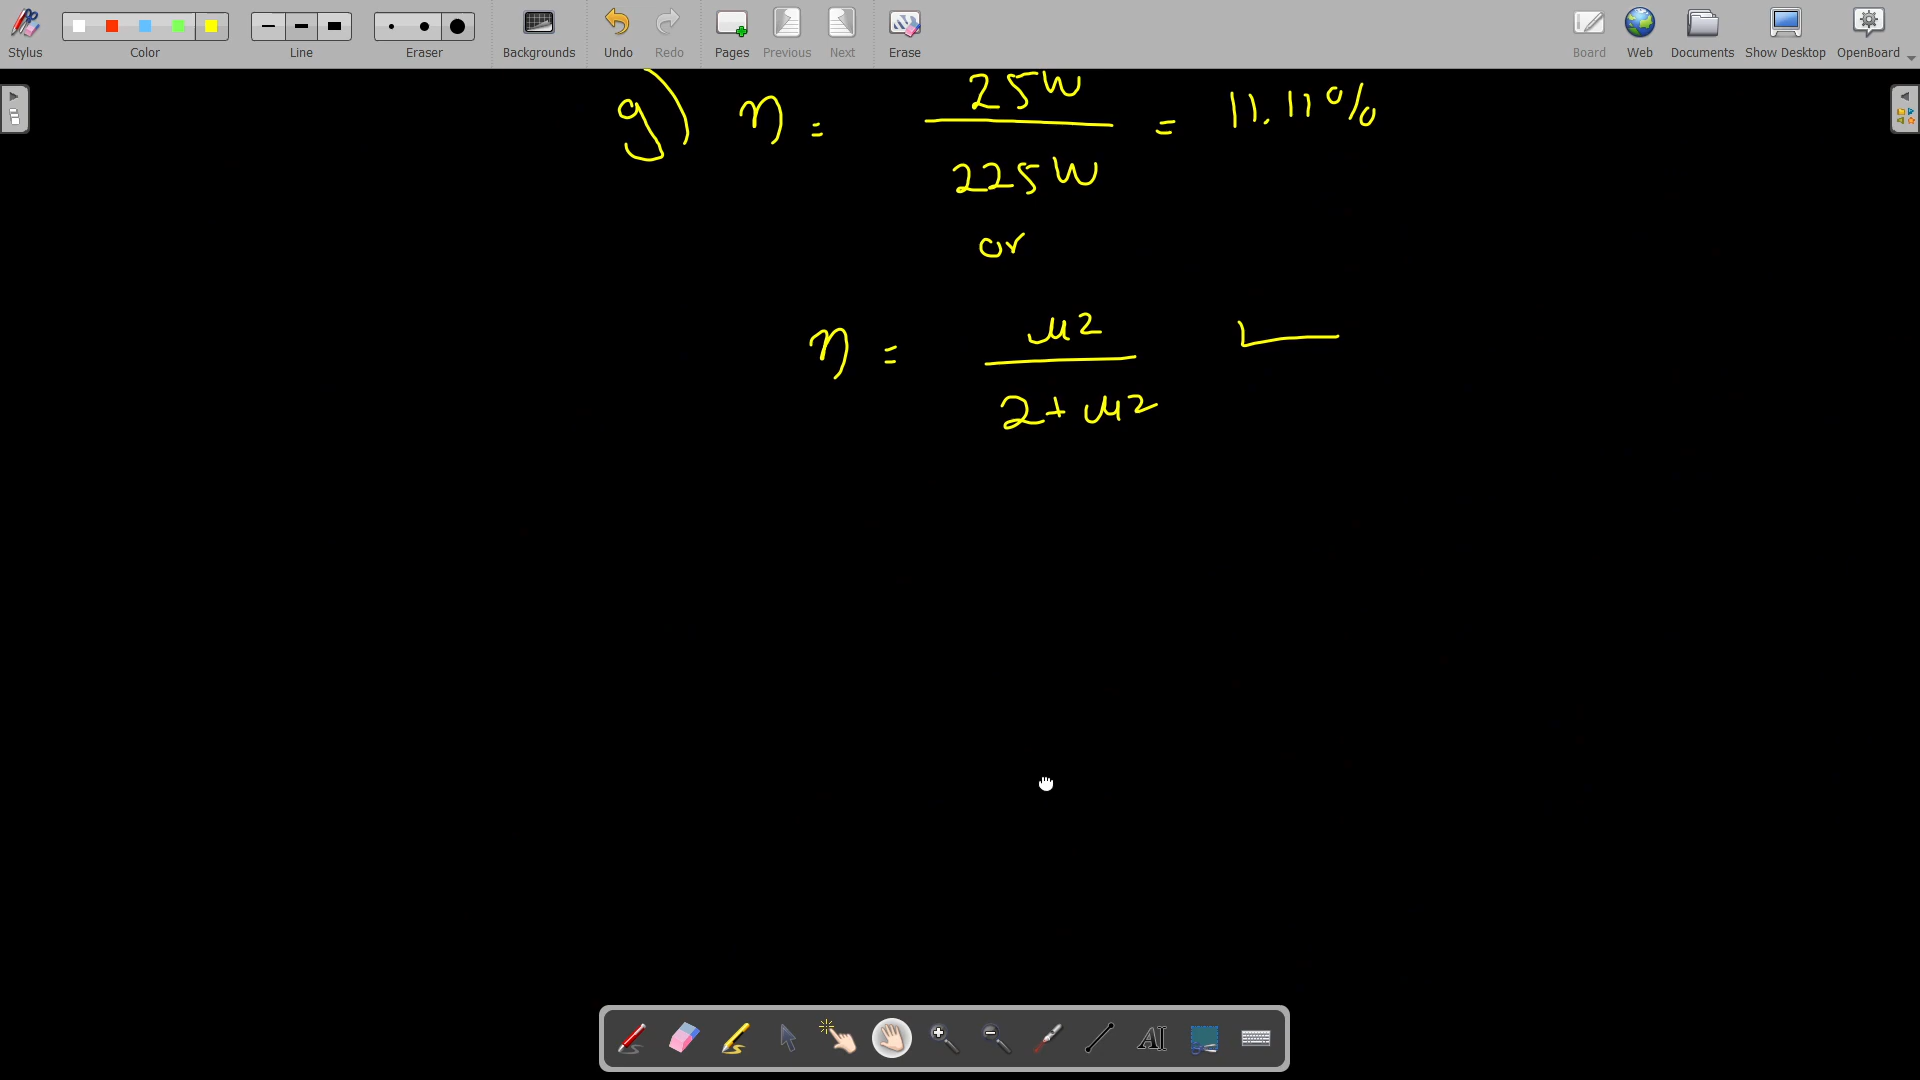 Stylus Color Line Eraser Backgrounds Undo Redo Pages Previous Next Erase Board Web Documents Show Desktop OpenBoard
g) η = 25W / 225W = 11.11%
or
η = μ2 / 2+ μ2
AI